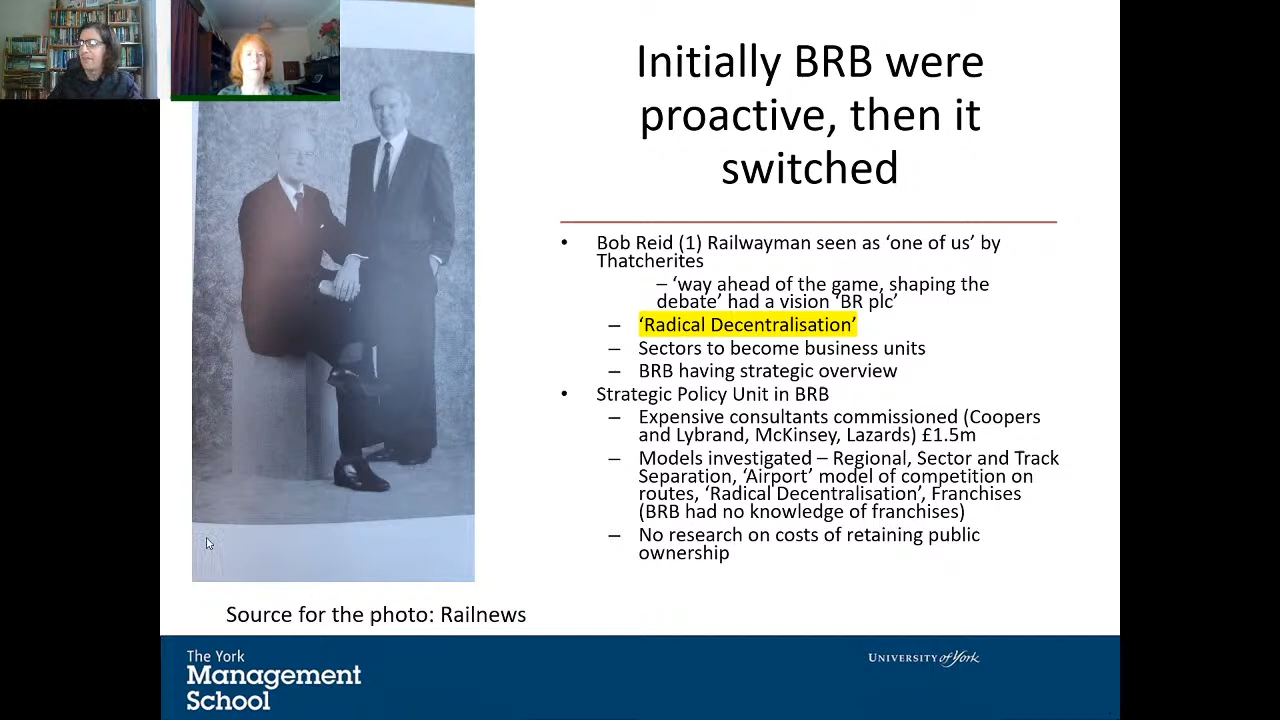 Initially BRB were
proactive, then it
switched
• Bob Reid (1) Railwayman seen as ‘one of us’ by
Thatcherites
– ‘way ahead of the game, shaping the
debate’ had a vision ‘BR plc’
– ‘Radical Decentralisation’
– Sectors to become business units
– BRB having strategic overview
• Strategic Policy Unit in BRB
– Expensive consultants commissioned (Coopers
and Lybrand, McKinsey, Lazards) £1.5m
– Models investigated – Regional, Sector and Track
Separation, ‘Airport’ model of competition on
routes, ‘Radical Decentralisation’, Franchises
(BRB had no knowledge of franchises)
– No research on costs of retaining public
ownership
Source for the photo: Railnews
The York
Management
School
UNIVERSITY of York